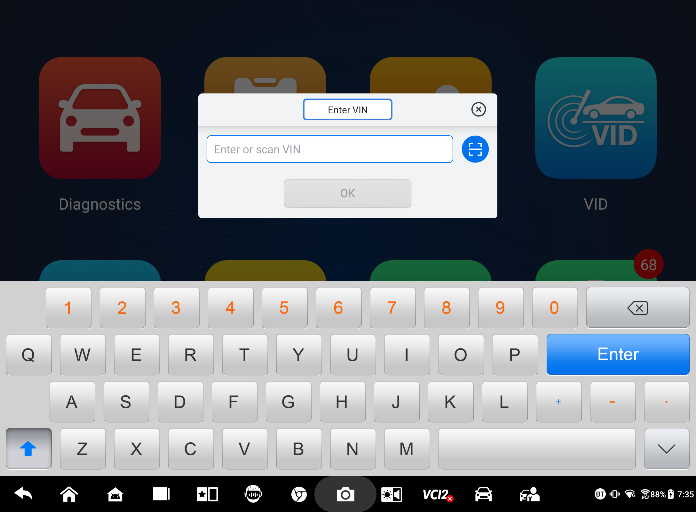 Enter VIN
Enter or scan VIN
OK
VID
Diagnostics
VID
68
1 2 3 4 5 6 7 8 9 0
Q W E R T Y U I O P Enter
A S D F G H J K L + - ·
Z X C V B N M
VCI2 BT 88% 7:35